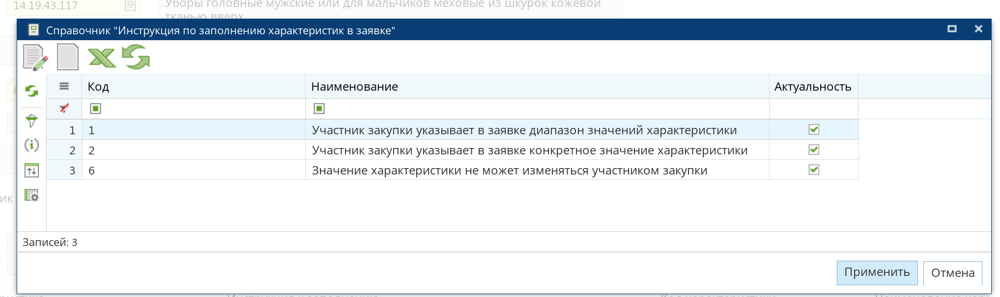 14.19.43.117
Уборы головные мужские или для мальчиков меховые из шкурок кожевой
тканью вверх
Справочник "Инструкция по заполнению характеристик в заявке"
Код Наименование Актуальность
1 1 Участник закупки указывает в заявке диапазон значений характеристики
2 2 Участник закупки указывает в заявке конкретное значение характеристики
3 6 Значение характеристики не может изменяться участником закупки
ик
Записей: 3
Применить Отмена